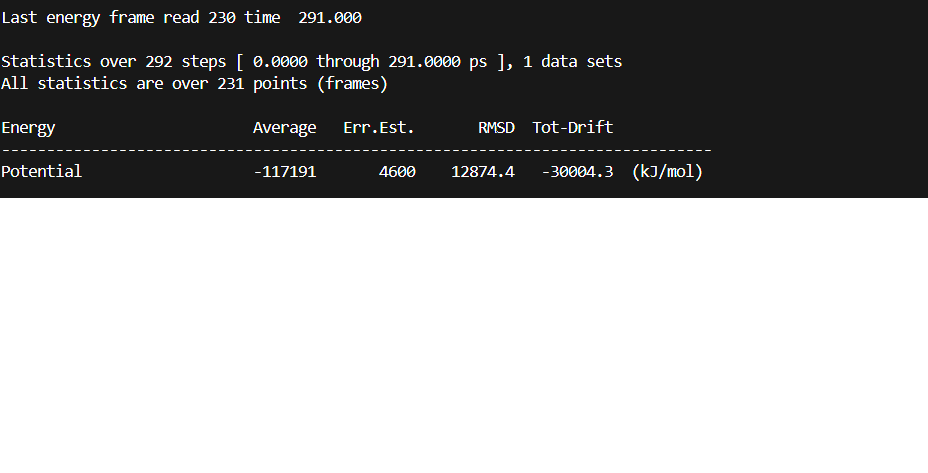 Last energy frame read 230 time  291.000
Statistics over 292 steps [ 0.0000 through 291.0000 ps ], 1 data sets
All statistics are over 231 points (frames)
Energy                      Average   Err.Est.       RMSD  Tot-Drift
-------------------------------------------------------------------------------
Potential                   -117191       4600    12874.4   -30004.3  (kJ/mol)